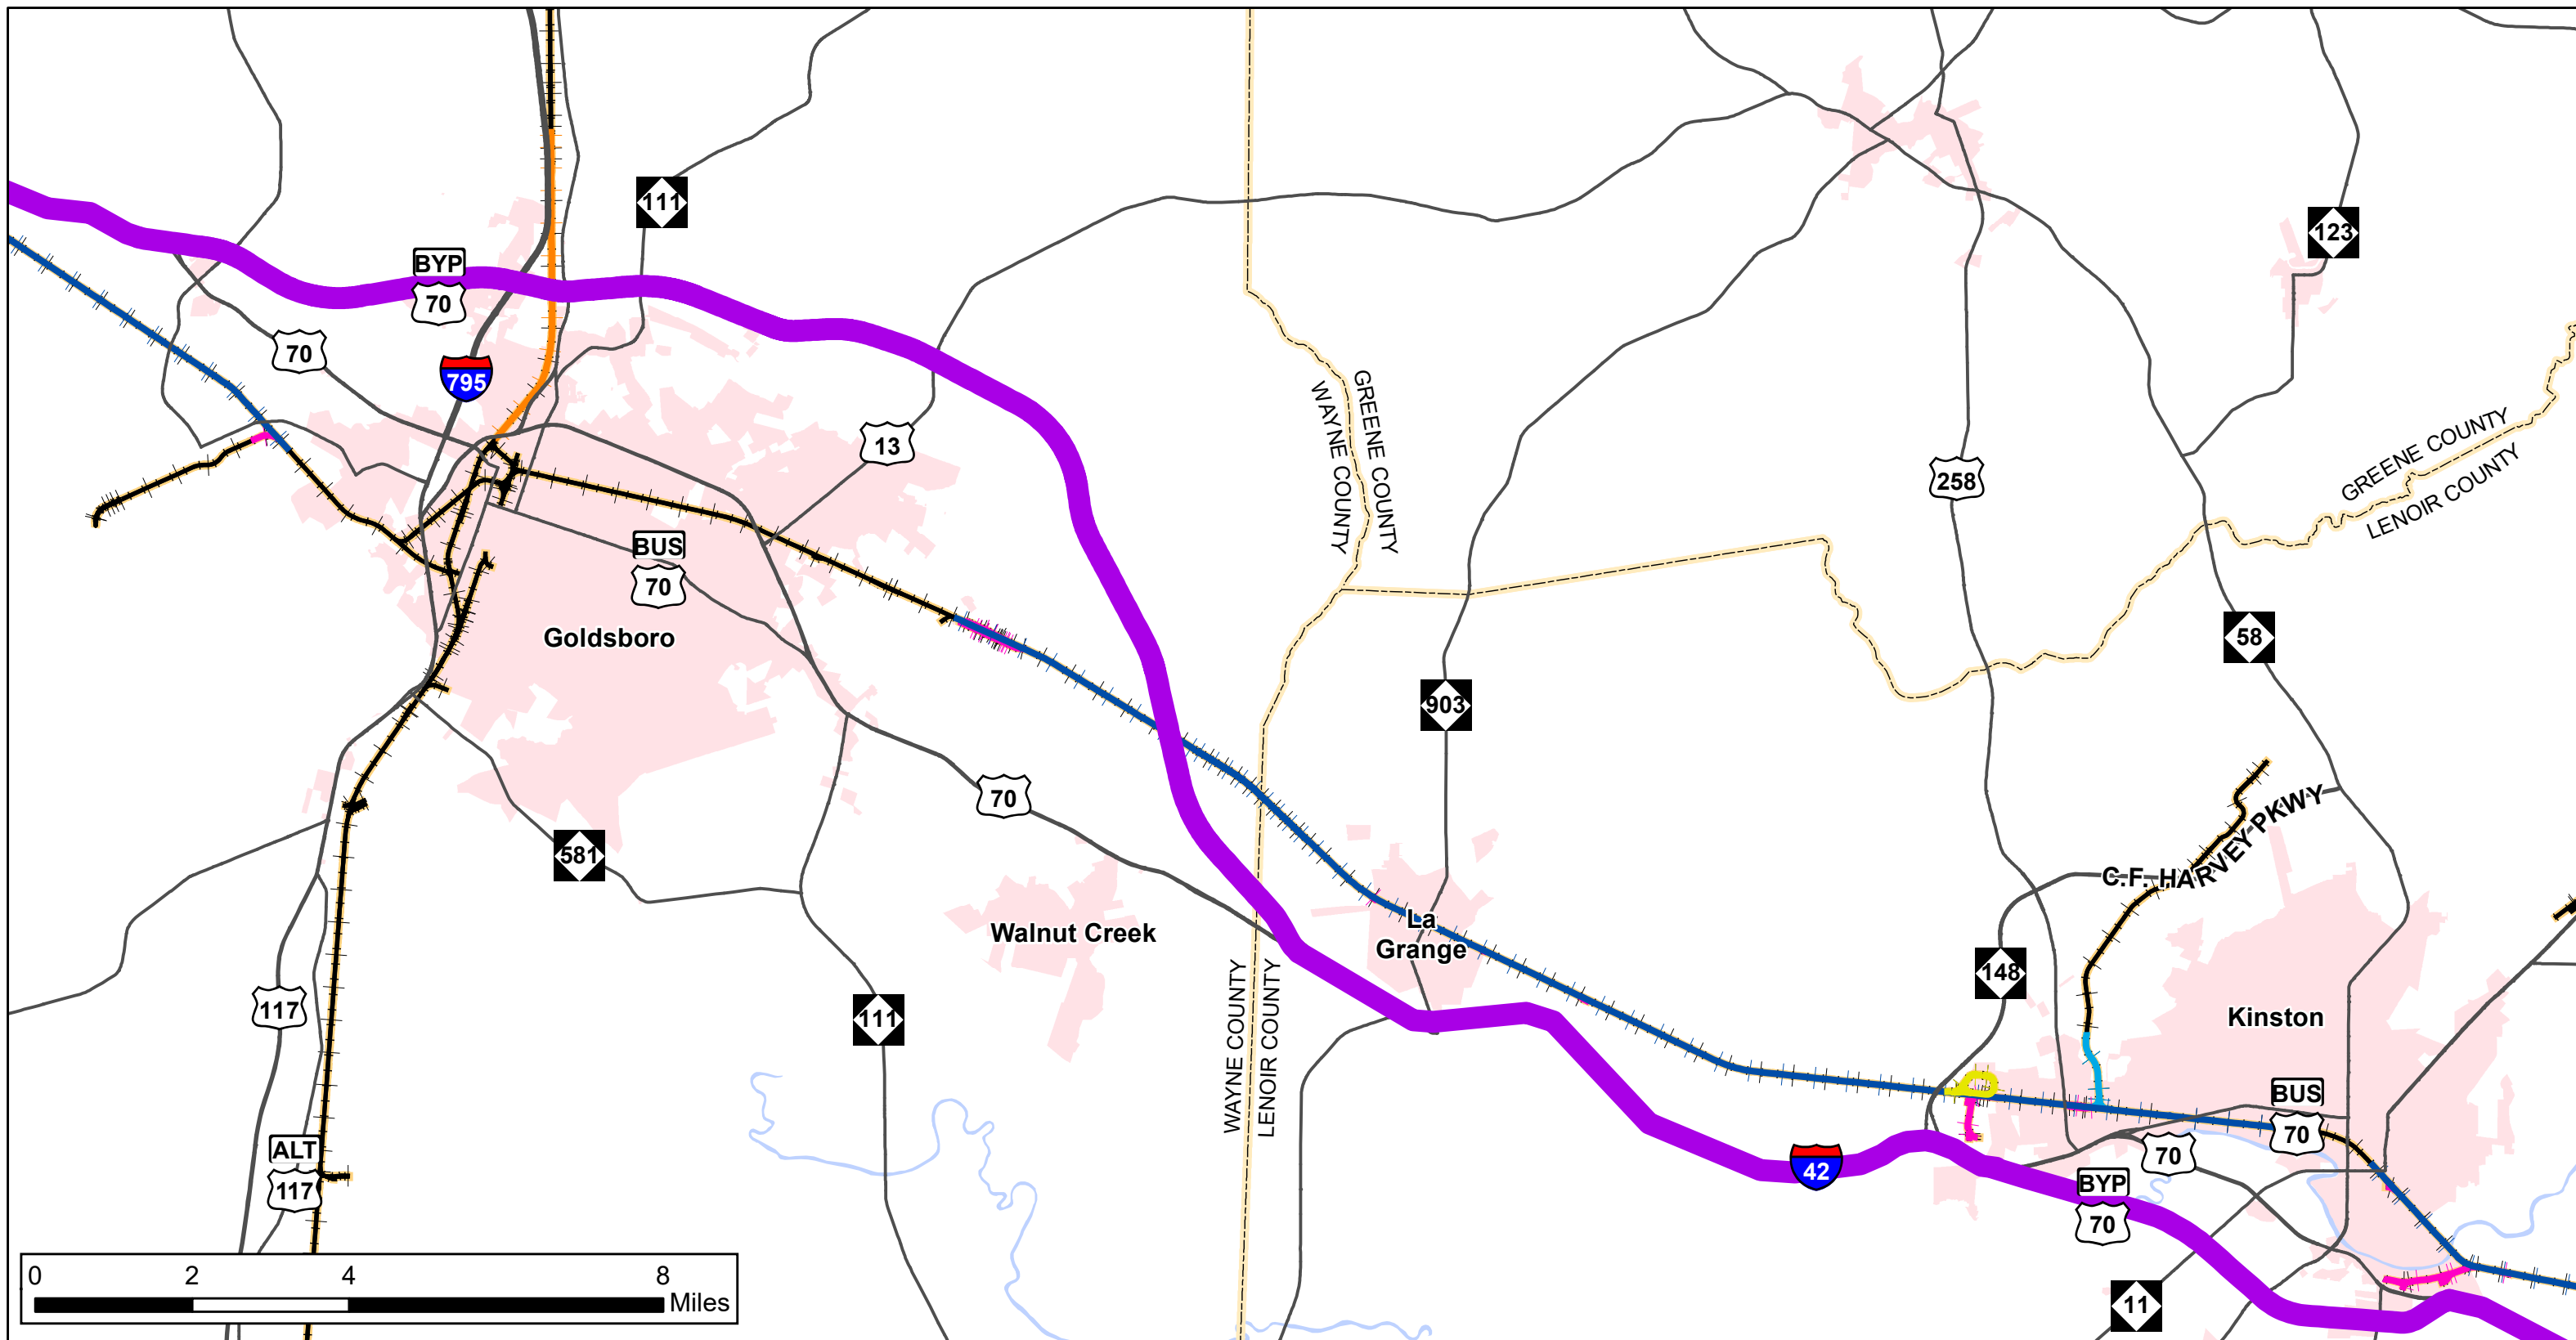 111
123
BYP
70
70
795
13
GREENE COUNTY
WAYNE COUNTY
GREENE COUNTY
LENOIR COUNTY
258
BUS
70
Goldsboro
58
903
70
C.F. HARVEY PKWY
581
La
Grange
Walnut Creek
148
117
111
WAYNE COUNTY
LENOIR COUNTY
Kinston
BUS
70
70
ALT
117
42
BYP
70
11
0 2 4 8
Miles